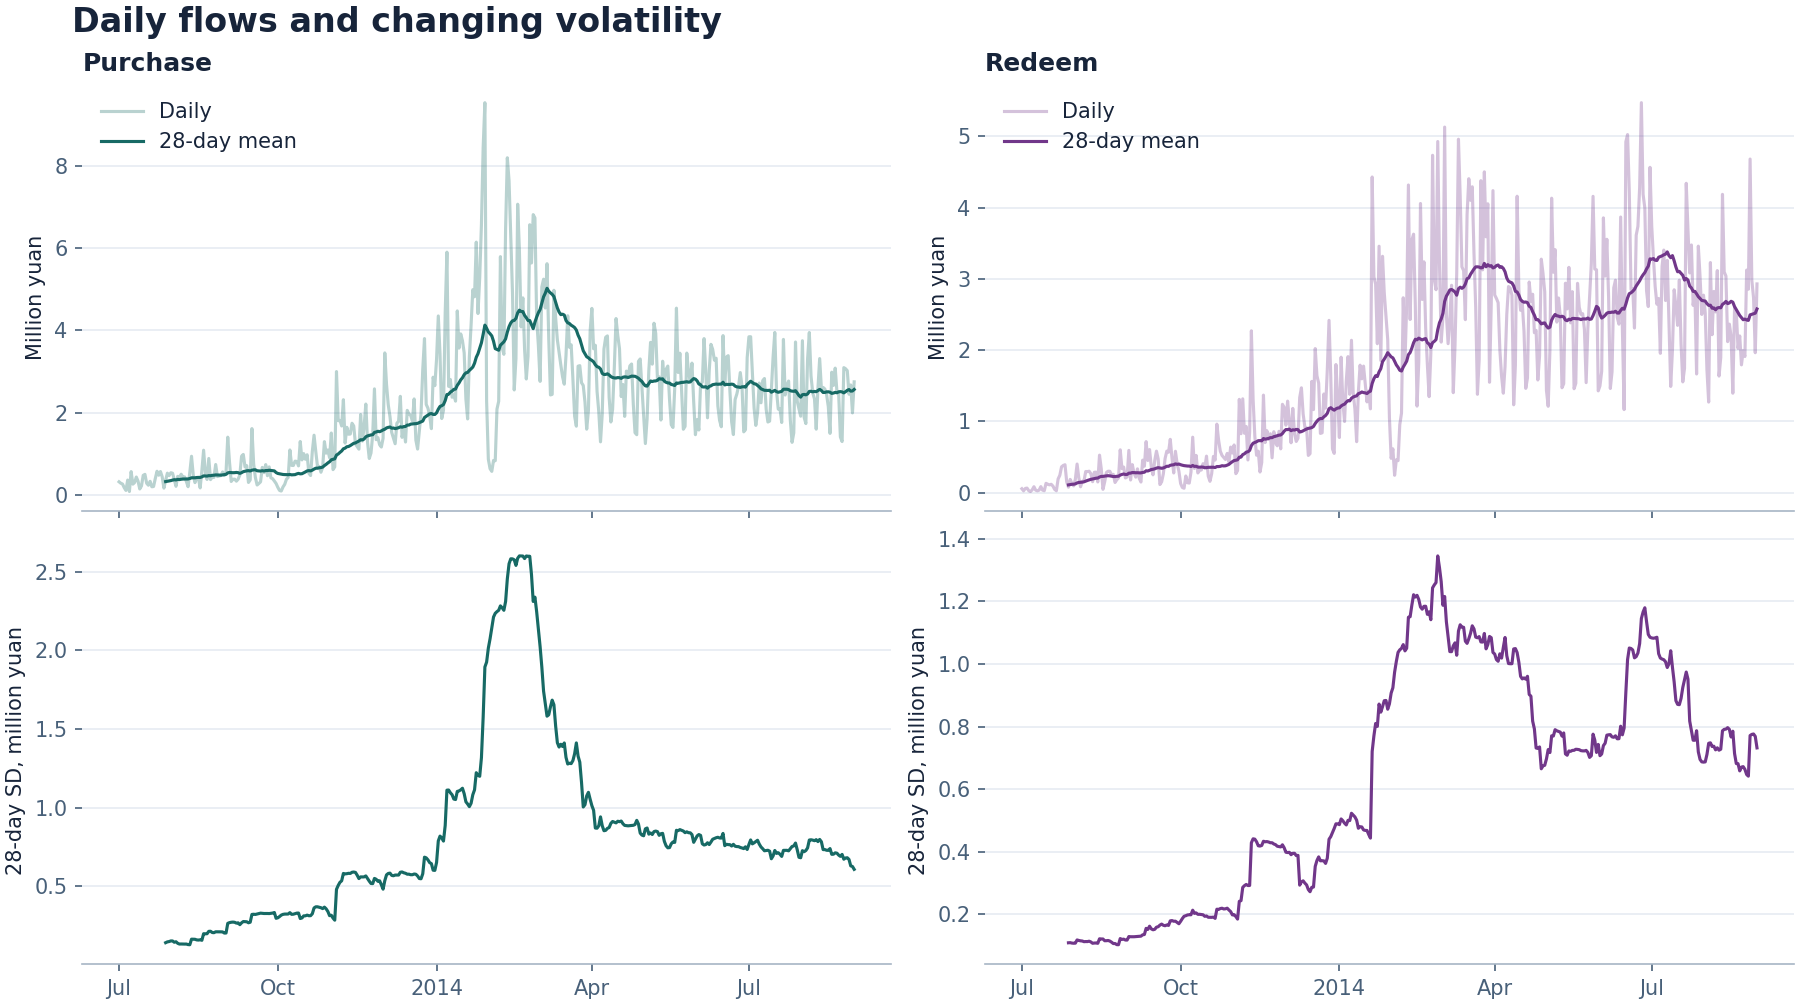 Daily flows and changing volatility
Purchase
Daily
28-day mean
Million yuan
8
6
4
2
0
Redeem
Daily
28-day mean
Million yuan
5
4
3
2
1
0
28-day SD, million yuan
2.5
2.0
1.5
1.0
0.5
Jul
Oct
2014
Apr
Jul
28-day SD, million yuan
1.4
1.2
1.0
0.8
0.6
0.4
0.2
Jul
Oct
2014
Apr
Jul